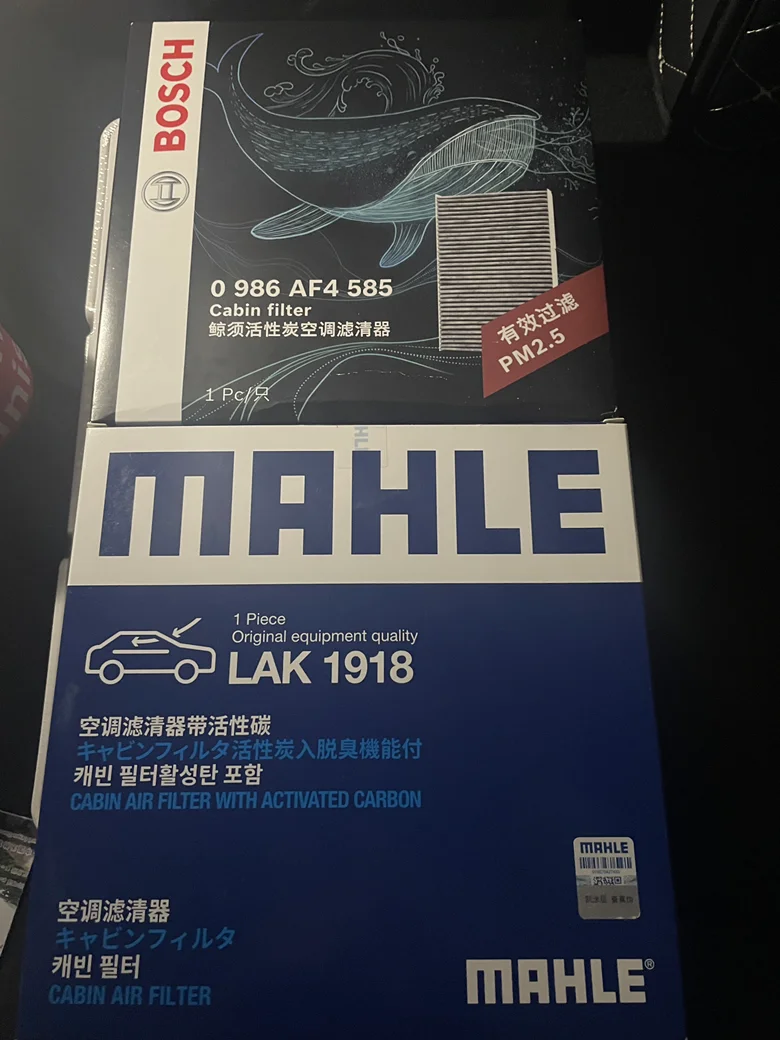 BOSCH
0 986 AF4 585
Cabin filter
鲸须活性炭空调滤清器
有效过滤
PM2.5
1 Pc/只
MAHLE
1 Piece
Original equipment quality
LAK 1918
空调滤清器带活性碳
キャビンフィルタ活性炭入脱臭機能付
캐빈 필터활성탄 포함
CABIN AIR FILTER WITH ACTIVATED CARBON
MAHLE
空调滤清器
キャビンフィルタ
캐빈 필터
CABIN AIR FILTER
MAHLE®